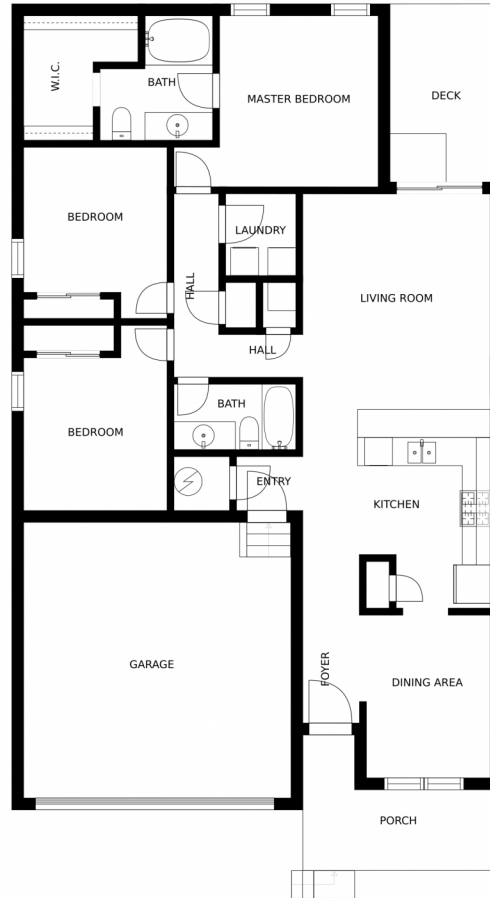 W.I.C.
BATH
MASTER BEDROOM
DECK
BEDROOM
LAUNDRY
HALL
LIVING ROOM
HALL
BATH
BEDROOM
ENTRY
KITCHEN
GARAGE
FOYER
DINING AREA
PORCH